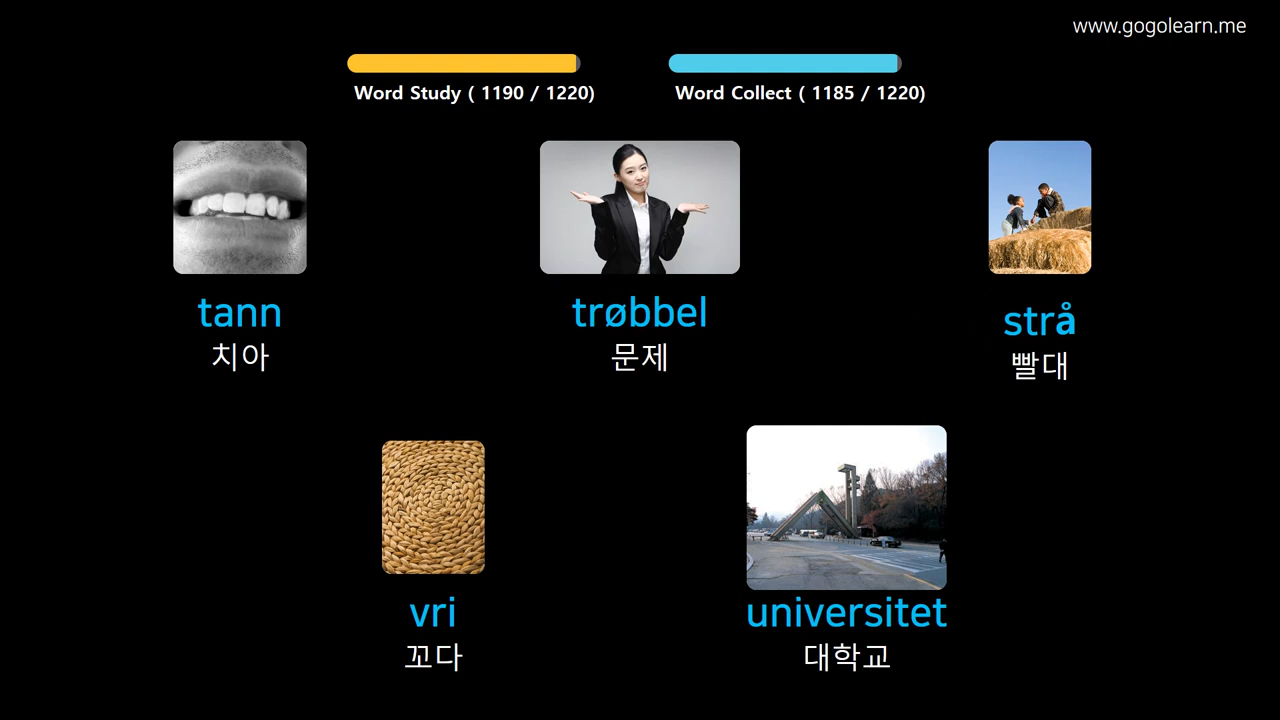 www.gogolearn.me
Word Study ( 1190 / 1220)
Word Collect ( 1185 / 1220)
tann
치아
trøbbel
문제
strå
빨대
vri
꼬다
universitet
대학교